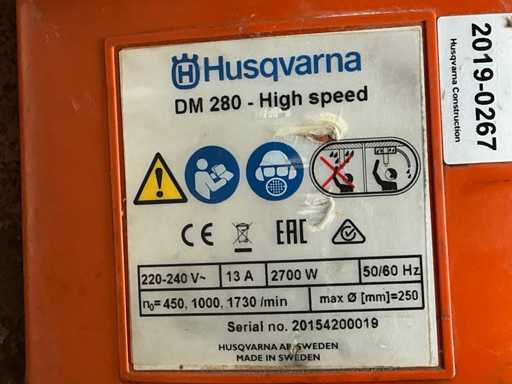 Husqvarna
DM 280 - High speed
CE EAC
220-240 V~ 13 A 2700 W 50/60 Hz
n₀= 450, 1000, 1730 /min max Ø [mm]=250
Serial no. 20154200019
HUSQVARNA AB, SWEDEN
MADE IN SWEDEN
2019-0267
Husqvarna Construction